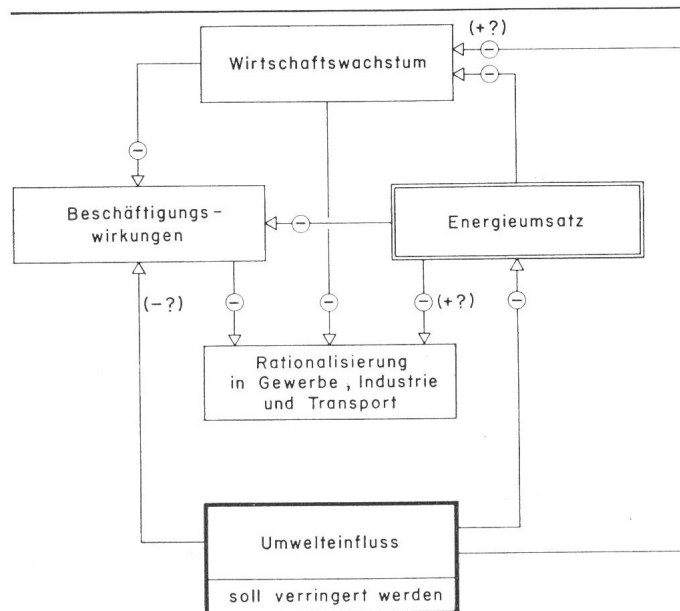 (+?)
−
Wirtschaftswachstum
−
−
Beschäftigungs-
wirkungen
−
Energieumsatz
(−?)
−
−
−
(+?)
−
Rationalisierung
in Gewerbe, Industrie
und Transport
Umwelteinfluss
soll verringert werden